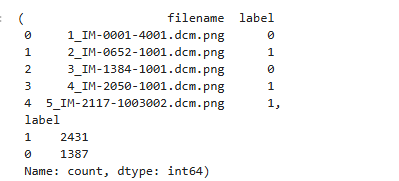 ( filename label
0 1_IM-0001-4001.dcm.png 0
1 2_IM-0652-1001.dcm.png 1
2 3_IM-1384-1001.dcm.png 0
3 4_IM-2050-1001.dcm.png 1
4 5_IM-2117-1003002.dcm.png 1,
label
1 2431
0 1387
Name: count, dtype: int64)